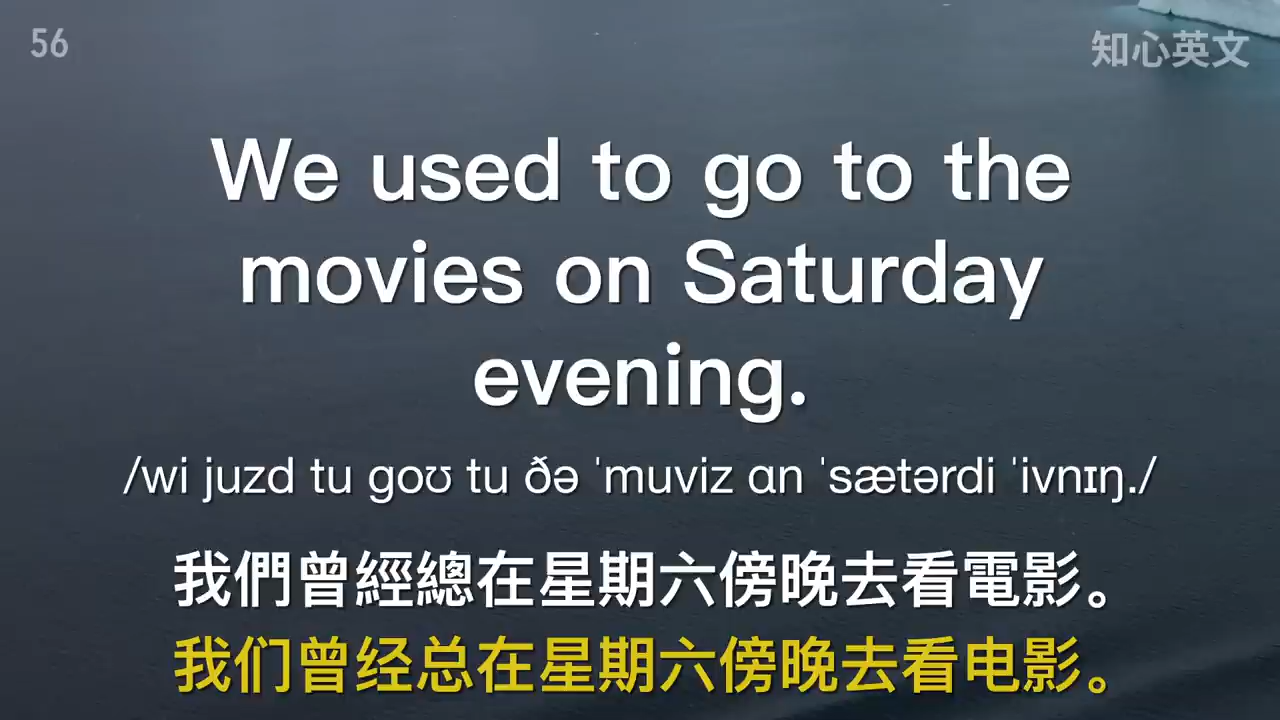 56
知心英文
We used to go to the
movies on Saturday
evening.
/wi juzd tu goʊ tu ðə ˈmuviz ɑn ˈsætərdi ˈivnɪŋ./
我們曾經總在星期六傍晚去看電影。
我们曾经总在星期六傍晚去看电影。